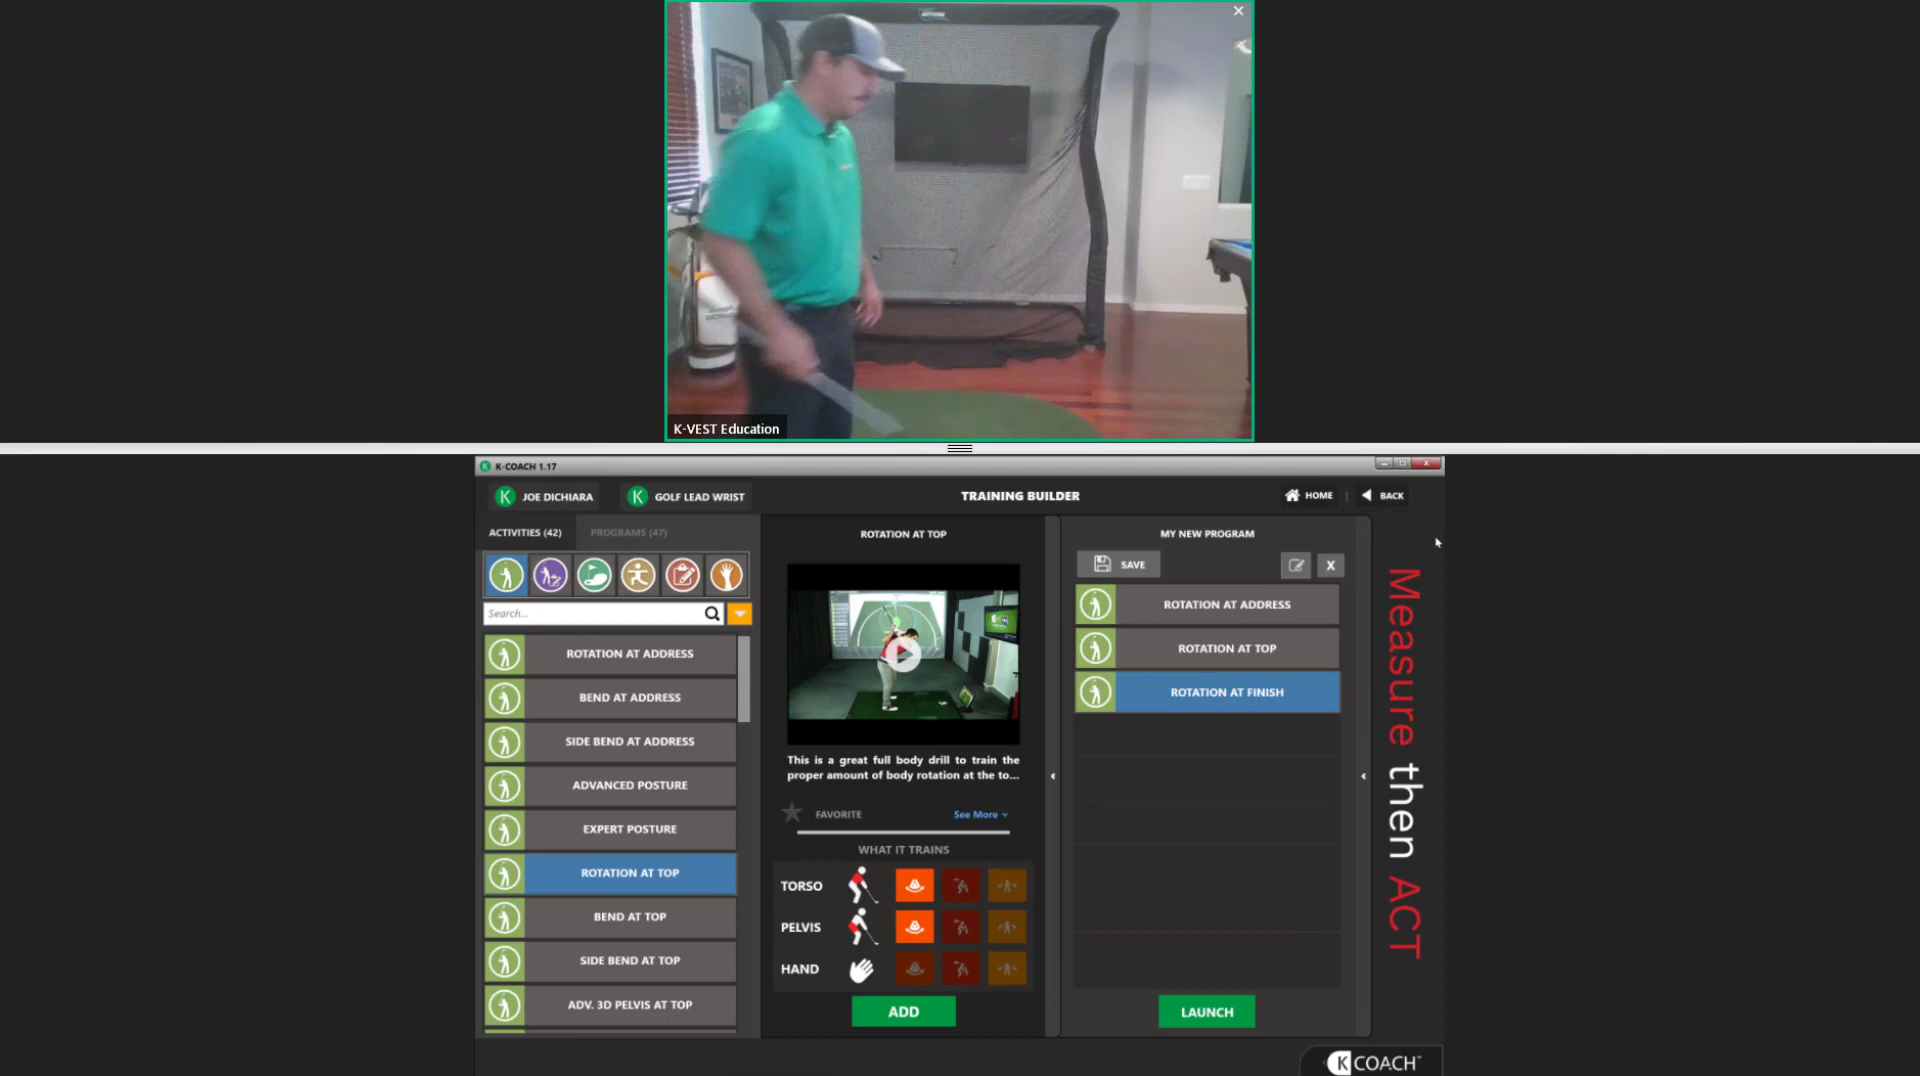 K-VEST Education
K-COACH 1.17
JOE DICHIARA
GOLF LEAD WRIST
TRAINING BUILDER
HOME
BACK
ACTIVITIES (42)
PROGRAMS (47)
Search...
ROTATION AT ADDRESS
BEND AT ADDRESS
SIDE BEND AT ADDRESS
ADVANCED POSTURE
EXPERT POSTURE
ROTATION AT TOP
BEND AT TOP
SIDE BEND AT TOP
ADV. 3D PELVIS AT TOP
ROTATION AT TOP
This is a great full body drill to train the
proper amount of body rotation at the to...
FAVORITE
See More
WHAT IT TRAINS
TORSO
PELVIS
HAND
ADD
MY NEW PROGRAM
SAVE
X
ROTATION AT ADDRESS
ROTATION AT TOP
ROTATION AT FINISH
LAUNCH
Measure then ACT
K COACH™